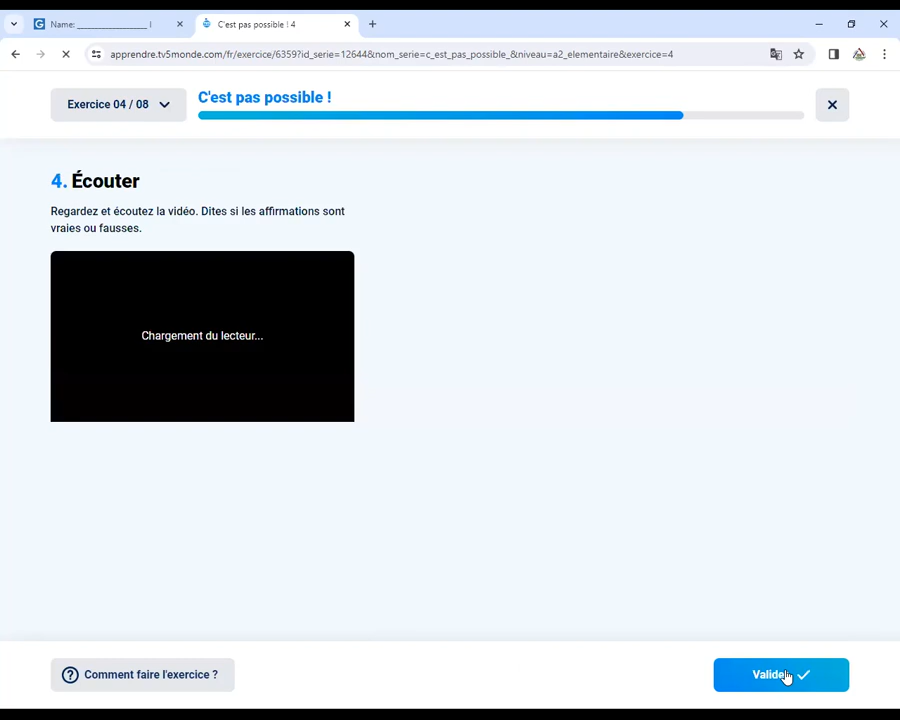 Name: ________________ I
C'est pas possible ! 4
apprendre.tv5monde.com/fr/exercice/6359?id_serie=12644&nom_serie=c_est_pas_possible_&niveau=a2_elementaire&exercice=4
Exercice 04 / 08
C'est pas possible !
4. Écouter
Regardez et écoutez la vidéo. Dites si les affirmations sont
vraies ou fausses.
Chargement du lecteur...
Comment faire l'exercice ?
Valider